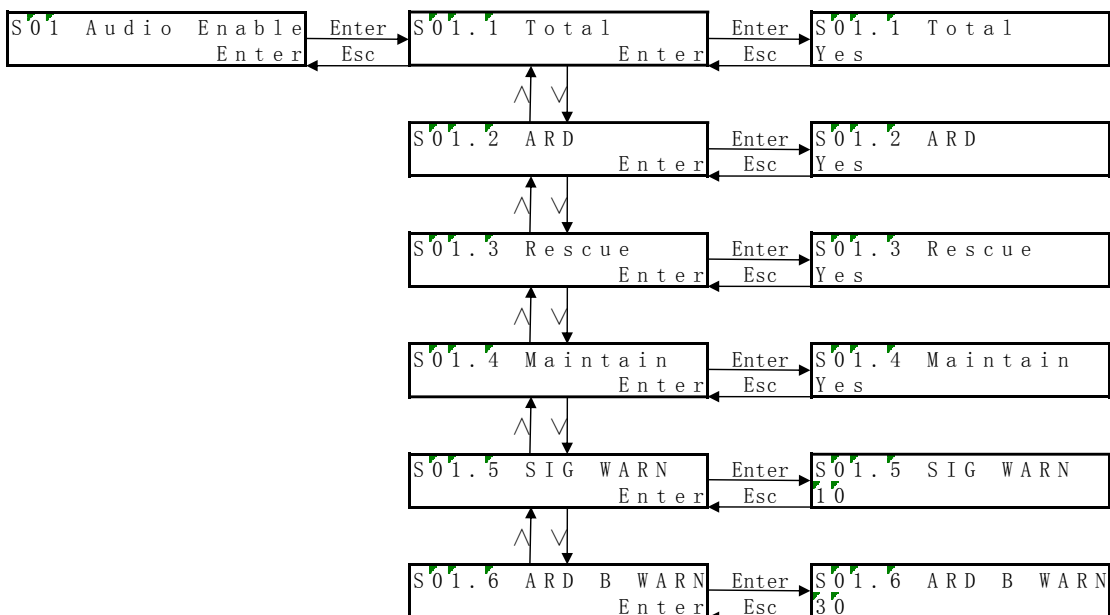 S01 Audio Enable
Enter
Enter
Esc
S01.1 Total
Enter
Enter
Esc
S01.1 Total
Yes
∧ ∨
S01.2 ARD
Enter
Enter
Esc
S01.2 ARD
Yes
∧ ∨
S01.3 Rescue
Enter
Enter
Esc
S01.3 Rescue
Yes
∧ ∨
S01.4 Maintain
Enter
Enter
Esc
S01.4 Maintain
Yes
∧ ∨
S01.5 SIG WARN
Enter
Enter
Esc
S01.5 SIG WARN
10
∧ ∨
S01.6 ARD B WARN
Enter
Enter
Esc
S01.6 ARD B WARN
30